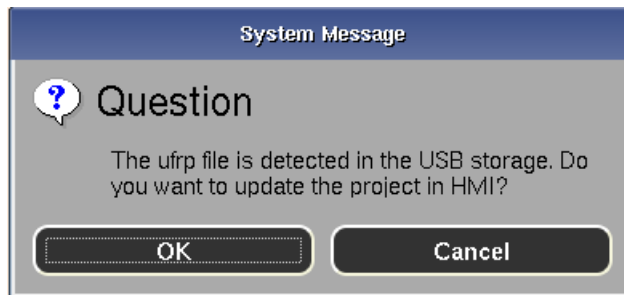 System Message
?
Question
The ufrp file is detected in the USB storage. Do
you want to update the project in HMI?
OK
Cancel